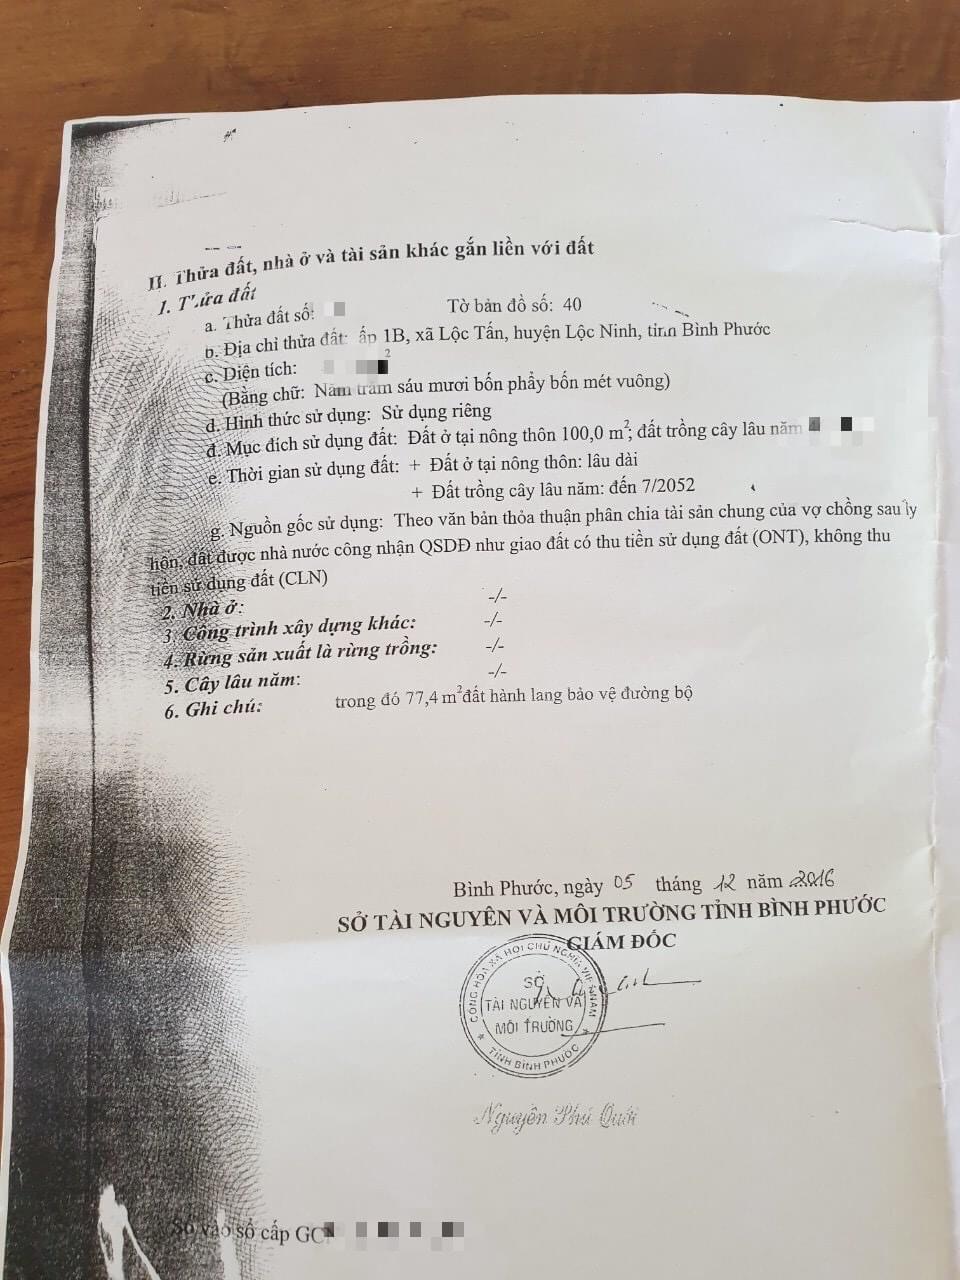 II. Thửa đất, nhà ở và tài sản khác gắn liền với đất
1. Thửa đất
a. Thửa đất số: Tờ bản đồ số: 40
b. Địa chỉ thửa đất: ấp 1B, xã Lộc Tấn, huyện Lộc Ninh, tỉnh Bình Phước
c. Diện tích: 2
(Bằng chữ: Năm trăm sáu mươi bốn phẩy bốn mét vuông)
d. Hình thức sử dụng: Sử dụng riêng
đ. Mục đích sử dụng đất: Đất ở tại nông thôn 100,0 m2; đất trồng cây lâu năm
e. Thời gian sử dụng đất: + Đất ở tại nông thôn: lâu dài
+ Đất trồng cây lâu năm: đến 7/2052
g. Nguồn gốc sử dụng: Theo văn bản thỏa thuận phân chia tài sản chung của vợ chồng sau ly
hôn, đất được nhà nước công nhận QSDĐ như giao đất có thu tiền sử dụng đất (ONT), không thu
tiền sử dụng đất (CLN)
2. Nhà ở: -/-
3. Công trình xây dựng khác: -/-
4. Rừng sản xuất là rừng trồng: -/-
5. Cây lâu năm: -/-
6. Ghi chú: trong đó 77,4 m2 đất hành lang bảo vệ đường bộ
Bình Phước, ngày 05 tháng 12 năm 2016
SỞ TÀI NGUYÊN VÀ MÔI TRƯỜNG TỈNH BÌNH PHƯỚC
GIÁM ĐỐC
CỘNG HÒA XÃ HỘI CHỦ NGHĨA VIỆT NAM
SỞ
TÀI NGUYÊN VÀ
MÔI TRƯỜNG
TỈNH BÌNH PHƯỚC
Nguyễn Phú Quới
Số vào sổ cấp GCN